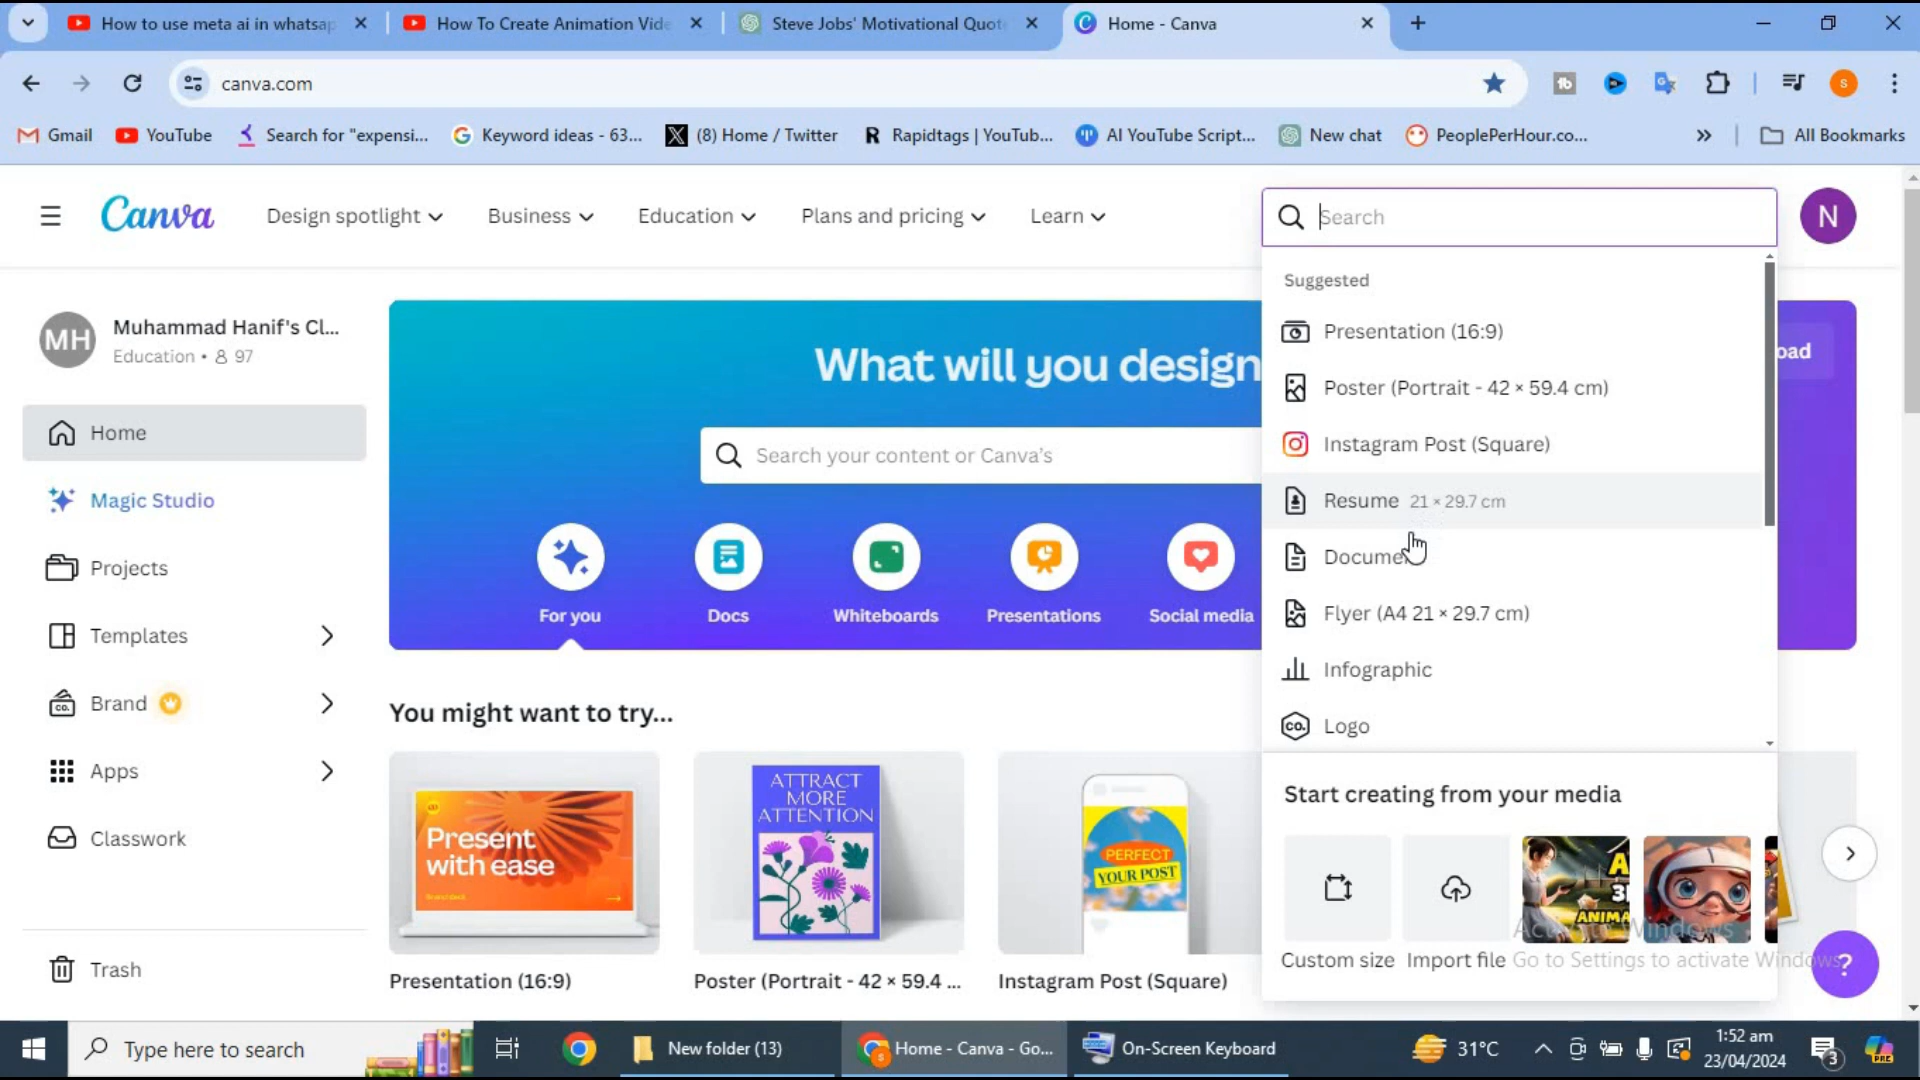 How to use meta ai in whatsap
How To Create Animation Vide
Steve Jobs' Motivational Quot
Home - Canva
canva.com
Gmail
YouTube
Search for "expensi...
Keyword ideas - 63...
(8) Home / Twitter
Rapidtags | YouTub...
AI YouTube Script...
New chat
PeoplePerHour.co...
All Bookmarks
Canva
Design spotlight
Business
Education
Plans and pricing
Learn
Search
N
MH
Muhammad Hanif's Cl...
Education • 97
Home
Magic Studio
Projects
Templates
Brand
Apps
Classwork
Trash
What will you design
Search your content or Canva's
For you
Docs
Whiteboards
Presentations
Social media
oad
Suggested
Presentation (16:9)
Poster (Portrait - 42 × 59.4 cm)
Instagram Post (Square)
Resume 21 × 29.7 cm
Docume
Flyer (A4 21 × 29.7 cm)
Infographic
Logo
Start creating from your media
Custom size
Import file
You might want to try...
Present
with ease
ATTRACT
MORE
ATTENTION
PERFECT
YOUR POST
Presentation (16:9)
Poster (Portrait - 42 × 59.4 ...
Instagram Post (Square)
Activate Windows
Go to Settings to activate Windows.
?
Type here to search
New folder (13)
Home - Canva - Go...
On-Screen Keyboard
31°C
1:52 am
23/04/2024
3